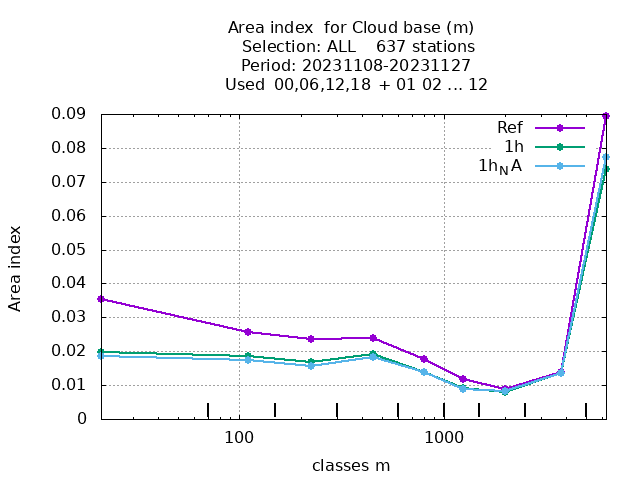 Area index  for Cloud base (m)
Selection: ALL    637 stations
Period: 20231108-20231127
Used  00,06,12,18  + 01 02 ... 12
Ref
1h
1hNA
0.09
0.08
0.07
0.06
0.05
0.04
0.03
0.02
0.01
0
Area index
100
1000
classes m